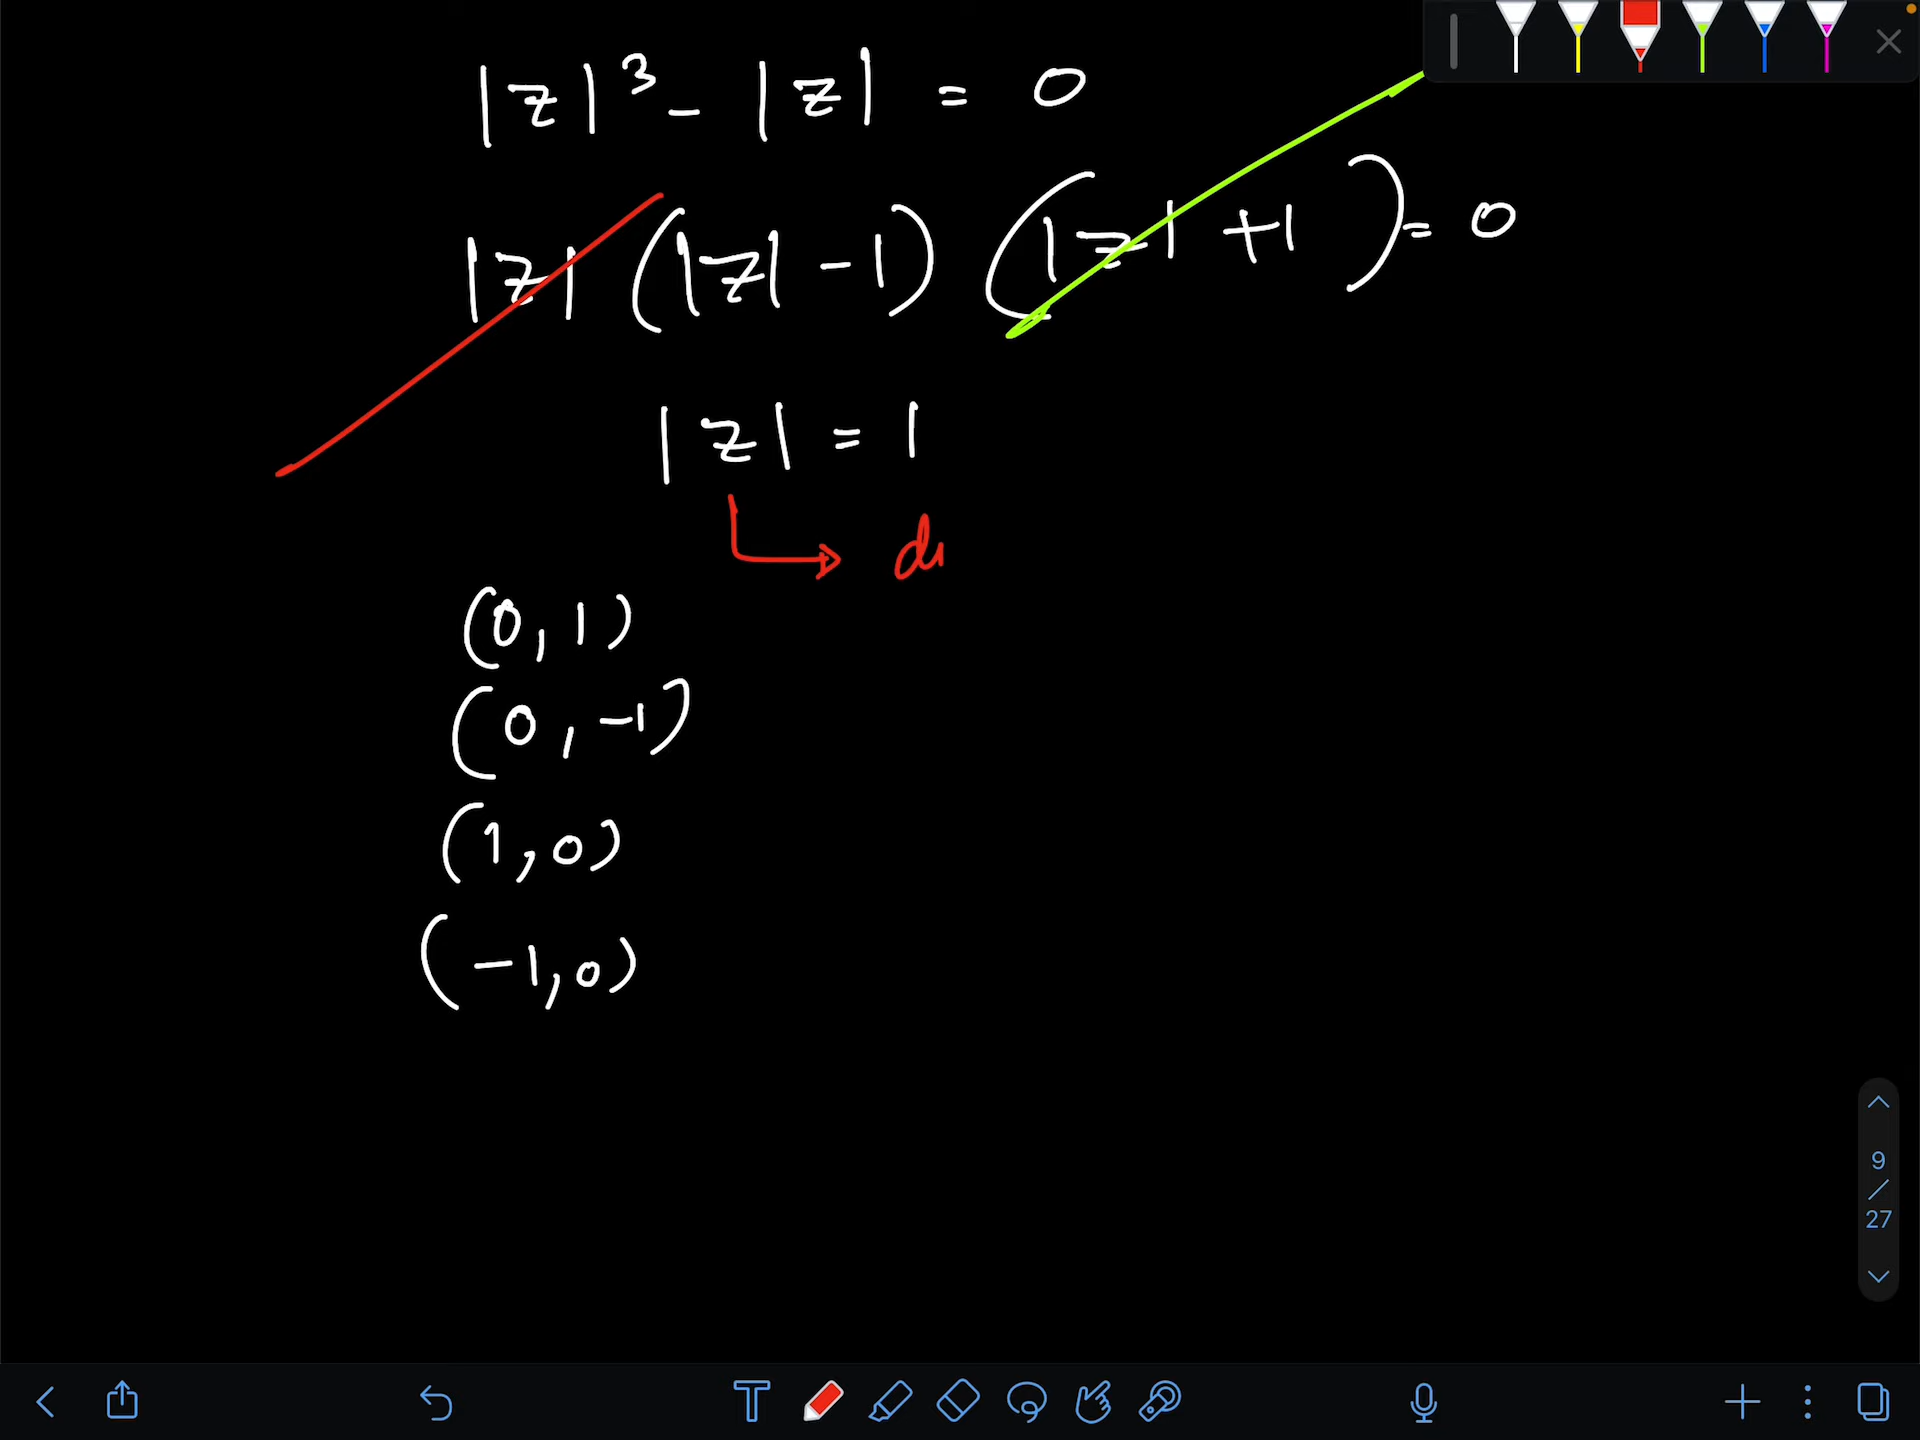 |z|³ - |z| = 0
|z| (|z| - 1) (|z| + 1) = 0
|z| = 1
(0, 1)
(0, -1)
(1, 0)
(-1, 0)
9
/
27
T